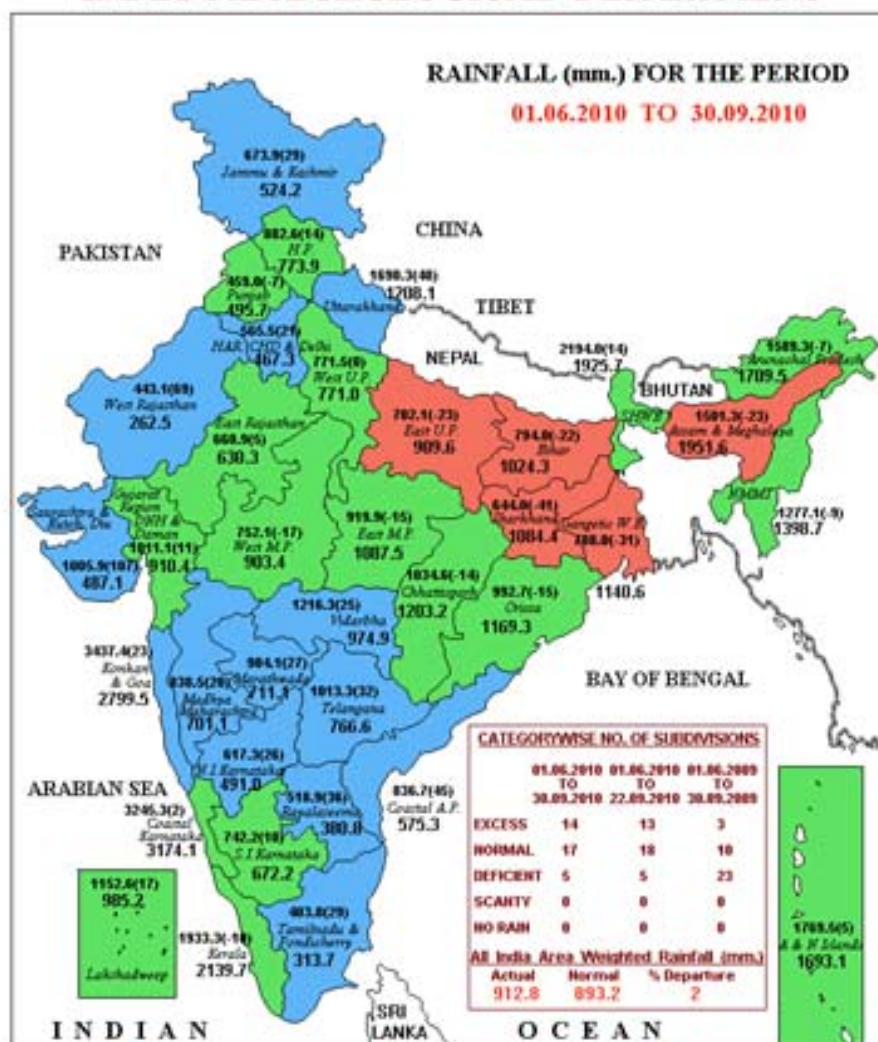 RAINFALL (mm.) FOR THE PERIOD
01.06.2010 TO 30.09.2010
673.9(29)
Jammu & Kashmir
524.2
CHINA
PAKISTAN
882.6(14)
H.P.
773.9
459.0(-7)
Punjab
495.7
1690.3(40)
1208.1
Uttarakhand
TIBET
565.5(21)
HAR. CHD & Delhi
467.3
NEPAL
2194.0(14)
1925.7
BHUTAN
1589.3(-7)
Arunachal Pradesh
1709.5
771.5(0)
West U.P.
771.0
443.1(69)
West Rajasthan
262.5
East Rajasthan
660.9(5)
630.3
702.1(-23)
East U.P.
909.6
794.0(-22)
Bihar
1024.3
SHWB
1501.3(-23)
Assam & Meghalaya
1951.6
NMMT
1277.1(-9)
1398.7
Saurashtra &
Kutch, Diu
1005.9(107)
487.1
Gujarat
Region
DNH &
Daman
1011.1(11)
910.4
752.1(-17)
West M.P.
903.4
919.9(-15)
East M.P.
1087.5
644.0(-41)
Jharkhand
1084.4
Gangetic W.B.
788.0(-31)
1140.6
1034.6(-14)
Chhattisgarh
1203.2
992.7(-15)
Orissa
1169.3
1216.3(25)
Vidarbha
974.9
3437.4(23)
Konkan
& Goa
2799.5
Madhya
Maharashtra
701.1
904.1(27)
Marathwada
711.1
1013.3(32)
Telangana
766.6
BAY OF BENGAL
ARABIAN SEA
617.3(26)
N.I.Karnataka
491.0
518.9(36)
Rayalaseema
380.8
836.7(45)
Coastal A.P.
575.3
3245.3(2)
Coastal
Karnataka
3174.1
742.2(10)
S.I.Karnataka
672.2
1152.6(17)
985.2
Lakshadweep
1933.3(-10)
Kerala
2139.7
403.8(29)
Tamilnadu &
Pondicherry
313.7
CATEGORYWISE NO. OF SUBDIVISIONS
01.06.2010 01.06.2010 01.06.2009
TO TO TO
30.09.2010 22.09.2010 30.09.2009
EXCESS 14 13 3
NORMAL 17 18 10
DEFICIENT 5 5 23
SCANTY 0 0 0
NO RAIN 0 0 0
All India Area Weighted Rainfall (mm.)
Actual Normal % Departure
912.8 893.2 2
1769.5(5)
A & N Islands
1693.1
SRI
LANKA
INDIAN OCEAN